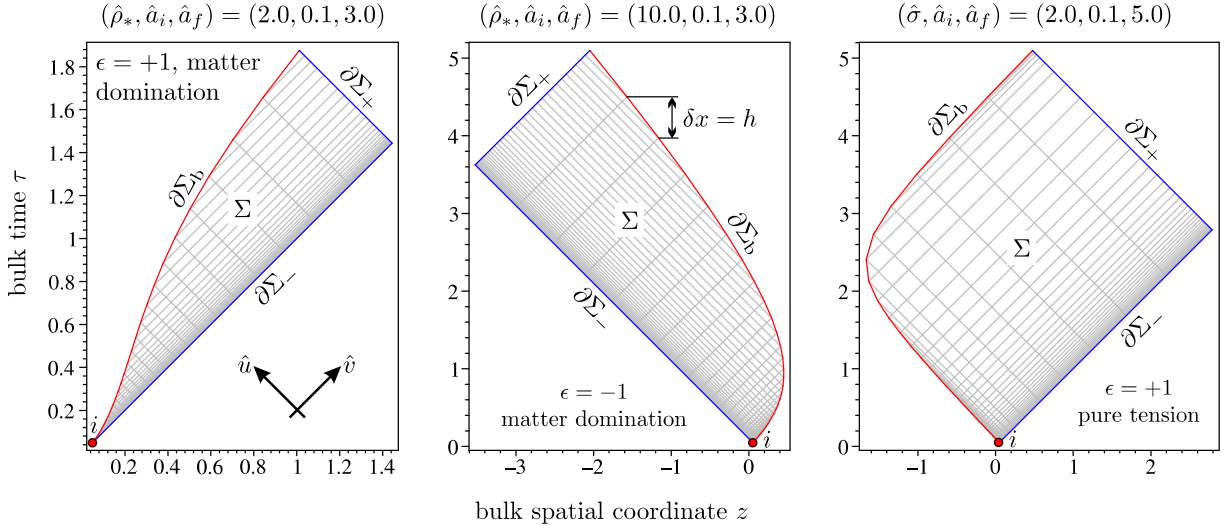 (ρ̂*, âi, âf) = (2.0, 0.1, 3.0)
(ρ̂*, âi, âf) = (10.0, 0.1, 3.0)
(σ̂, âi, âf) = (2.0, 0.1, 5.0)
bulk time τ
1.8
1.6
1.4
1.2
1
0.8
0.6
0.4
0.2
ϵ = +1, matter
domination
∂Σ+
∂Σb
Σ
∂Σ−
û
v̂
i
0.2 0.4 0.6 0.8 1 1.2 1.4
5
4
3
2
1
0
∂Σ+
δx = h
∂Σb
Σ
∂Σ−
ϵ = −1
matter domination
i
−3 −2 −1 0
5
4
3
2
1
0
∂Σb
∂Σ+
Σ
∂Σ−
ϵ = +1
pure tension
i
−1 0 1 2
bulk spatial coordinate z